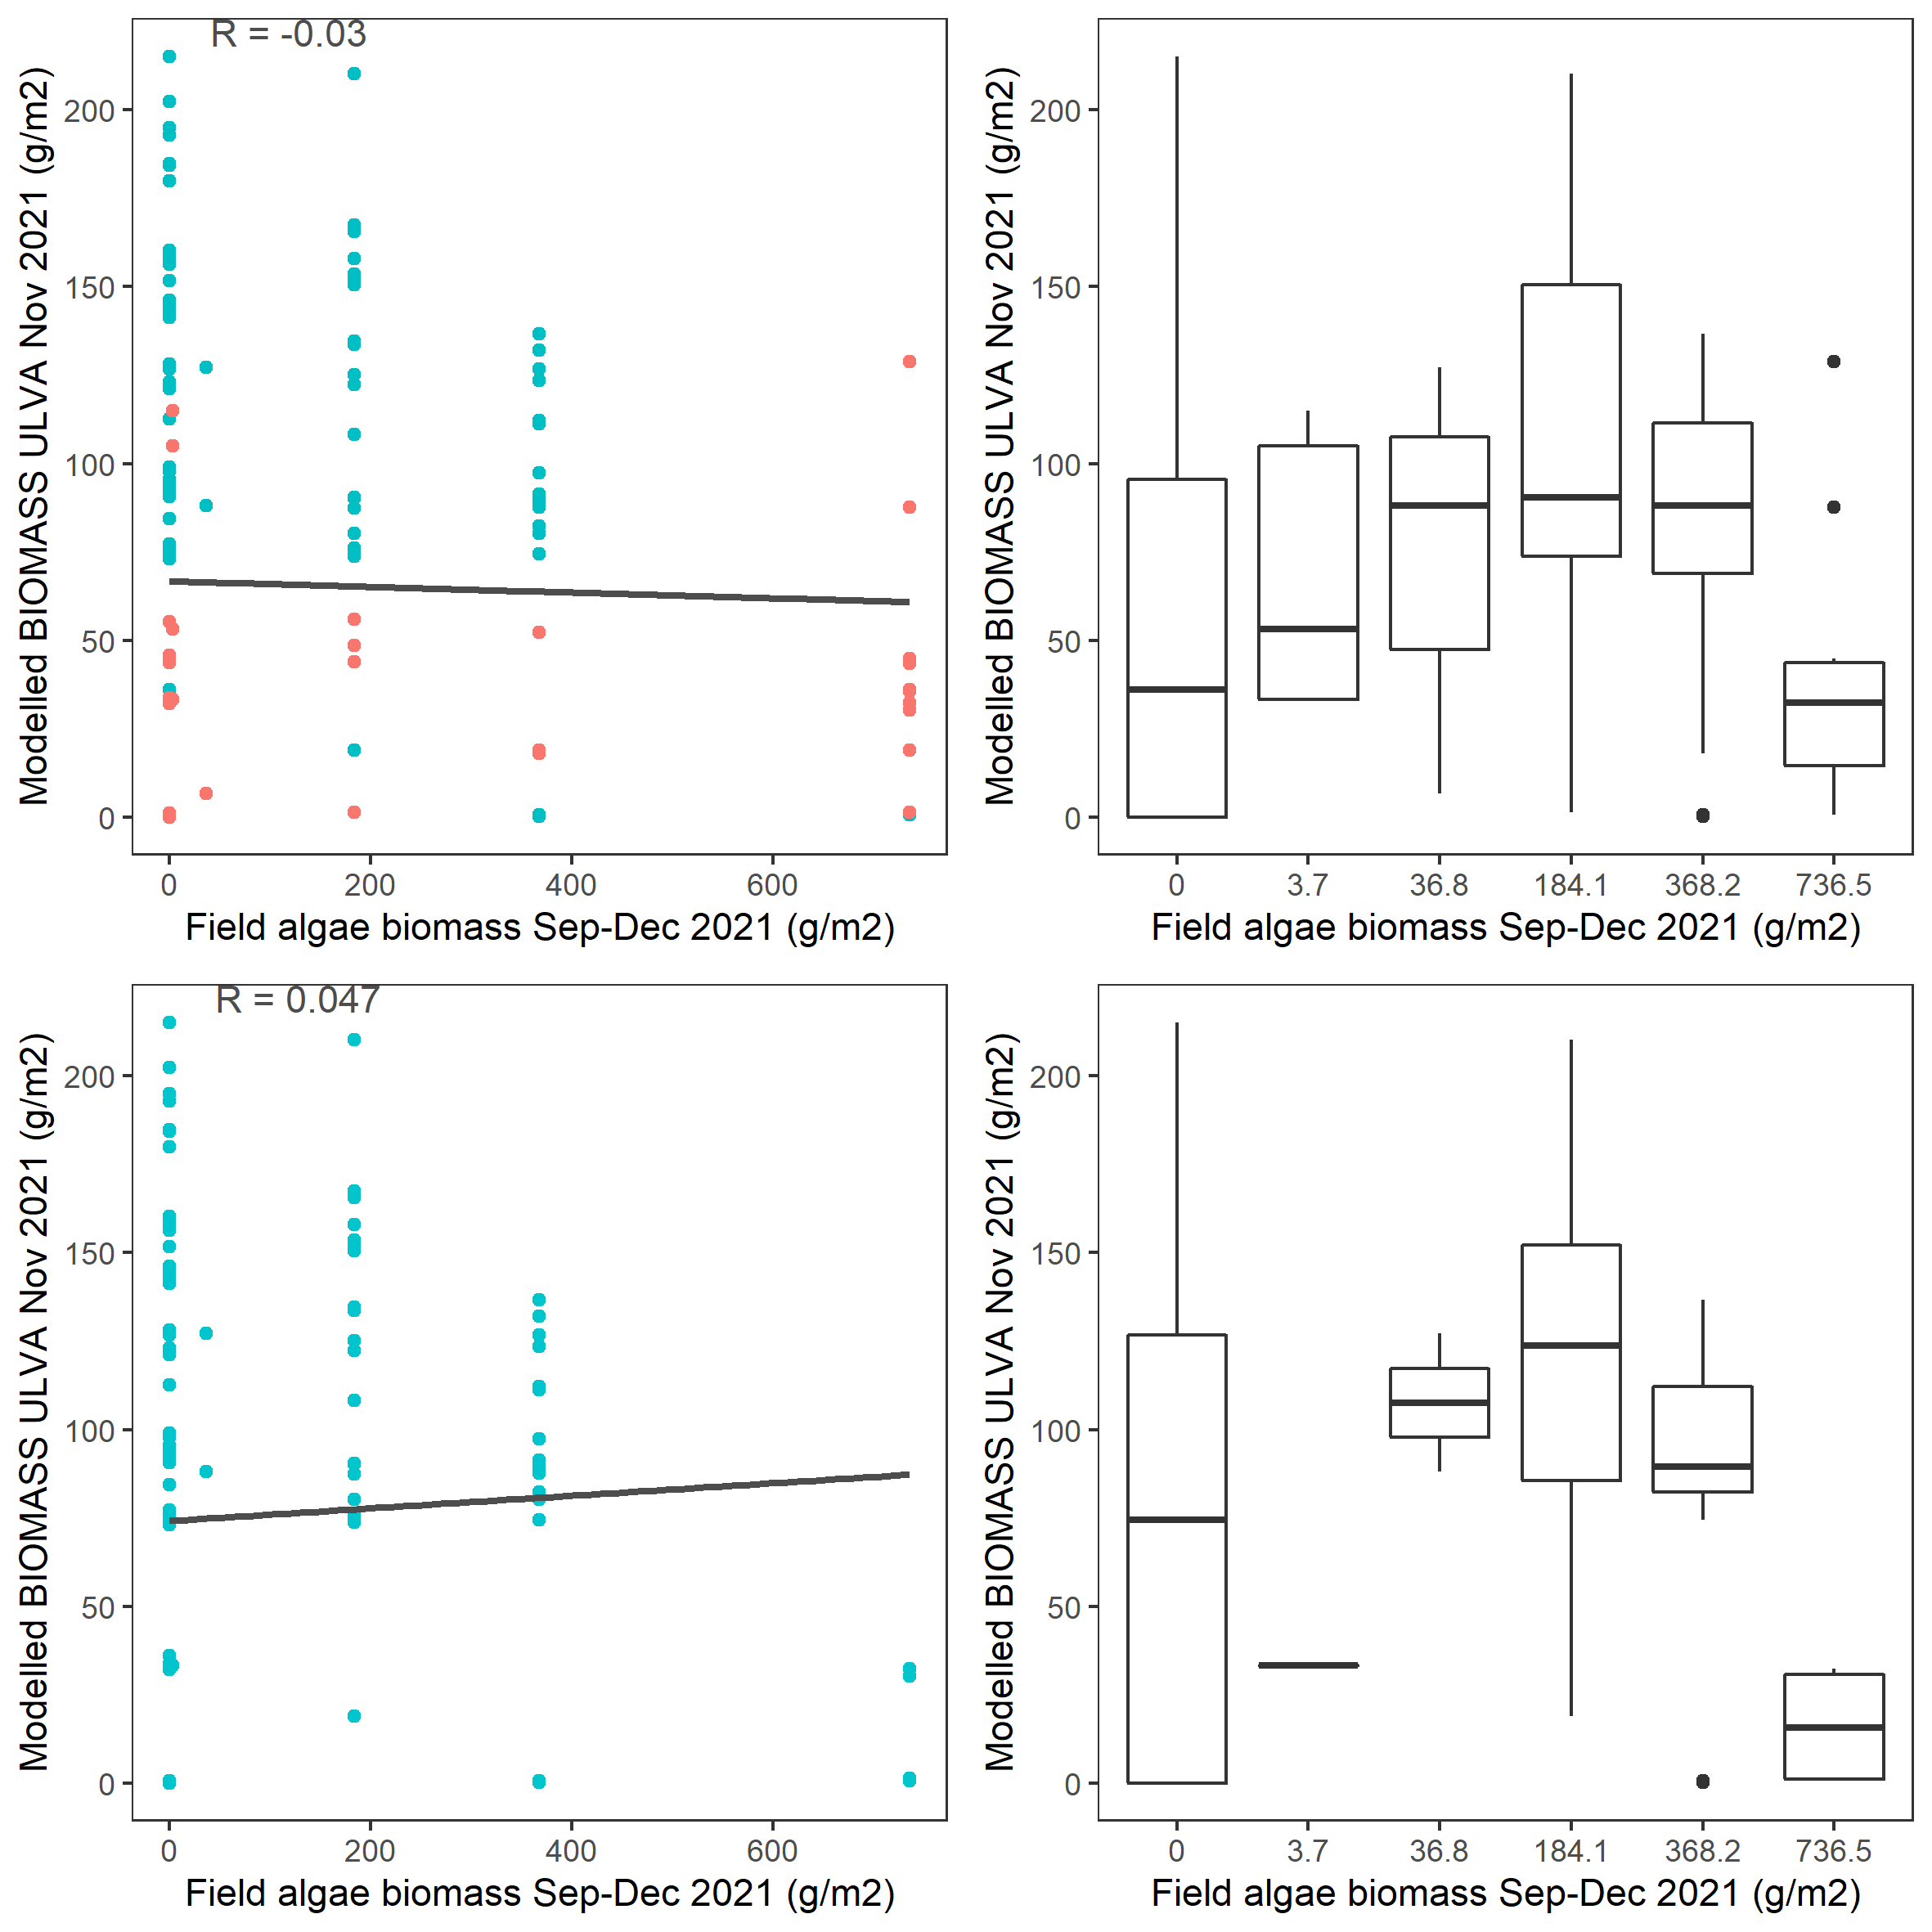 R = -0.03
Modelled BIOMASS ULVA Nov 2021 (g/m2)
200
150
100
50
0
0 200 400 600
Field algae biomass Sep-Dec 2021 (g/m2)
Modelled BIOMASS ULVA Nov 2021 (g/m2)
200
150
100
50
0
0 3.7 36.8 184.1 368.2 736.5
Field algae biomass Sep-Dec 2021 (g/m2)
R = 0.047
Modelled BIOMASS ULVA Nov 2021 (g/m2)
200
150
100
50
0
0 200 400 600
Field algae biomass Sep-Dec 2021 (g/m2)
Modelled BIOMASS ULVA Nov 2021 (g/m2)
200
150
100
50
0
0 3.7 36.8 184.1 368.2 736.5
Field algae biomass Sep-Dec 2021 (g/m2)